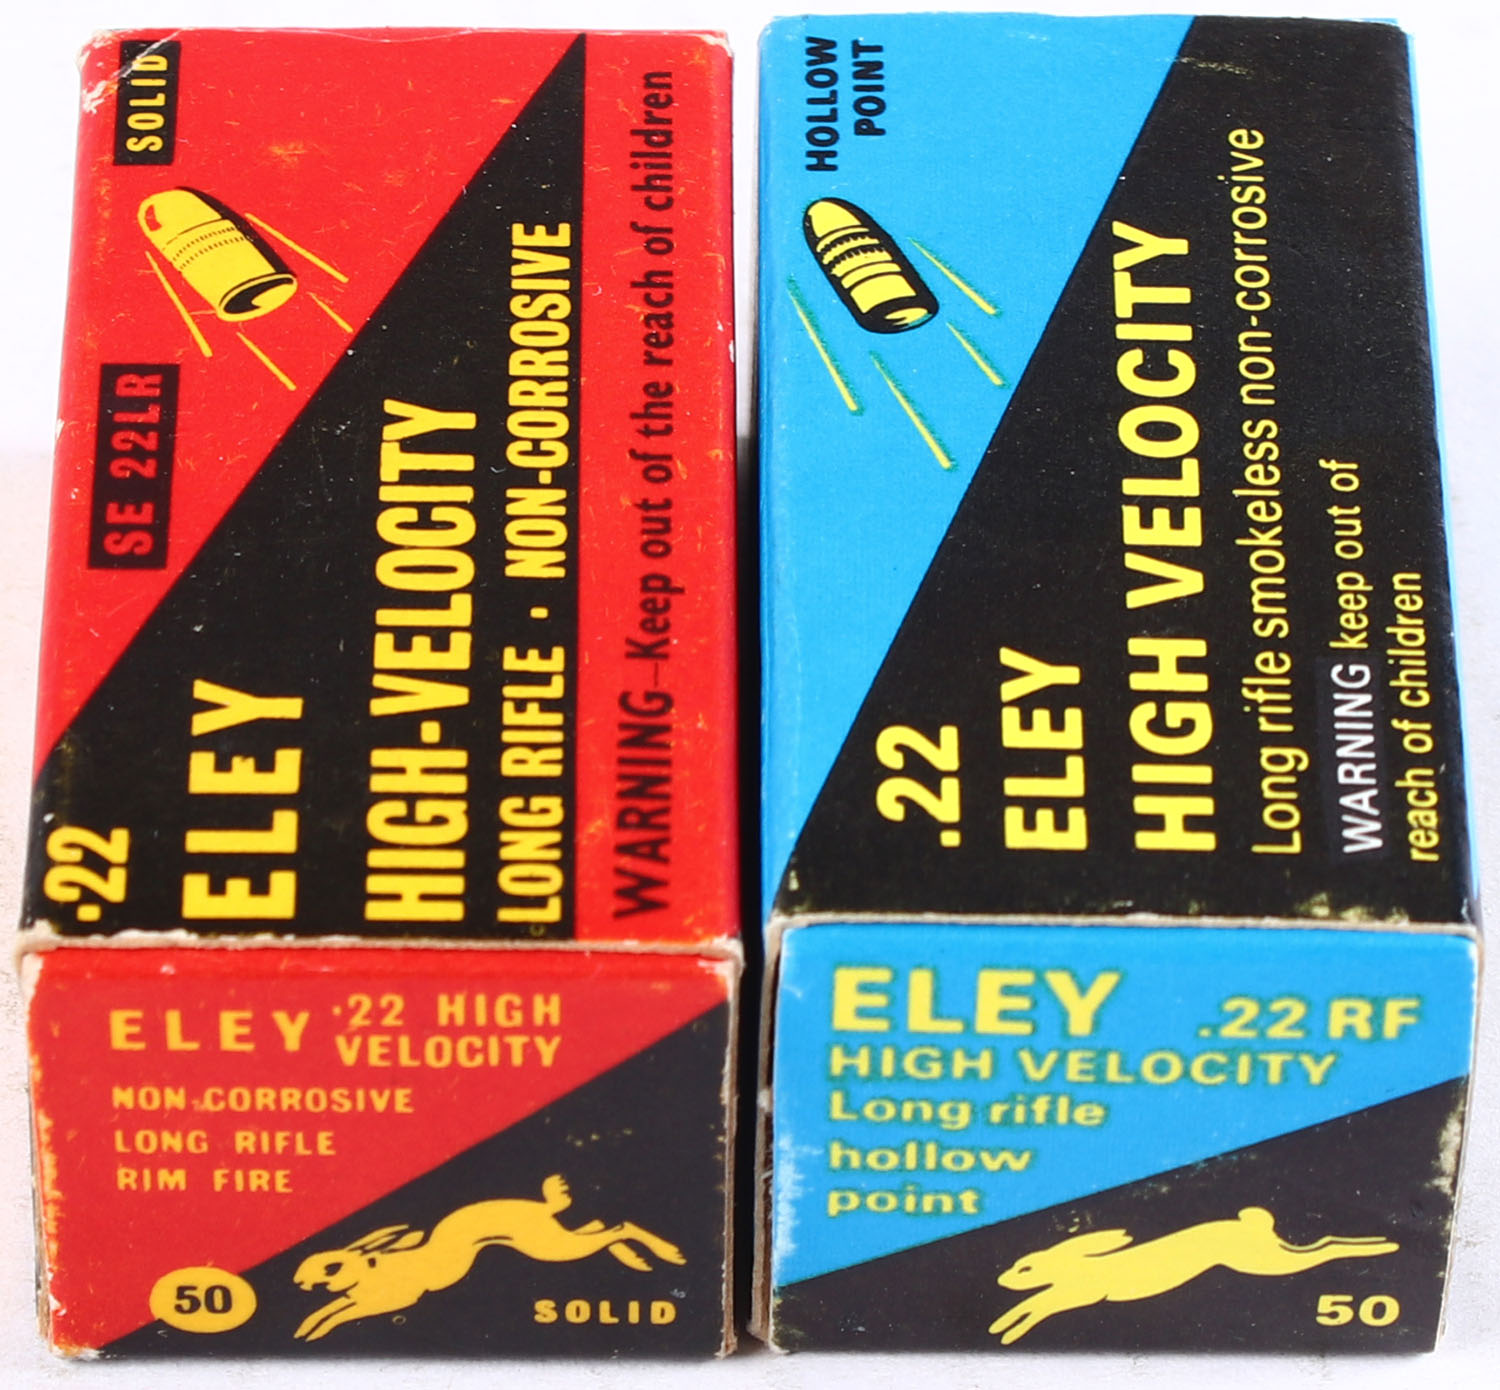 SOLID
SE 22LR
.22
ELEY
HIGH-VELOCITY
LONG RIFLE · NON-CORROSIVE
WARNING-Keep out of the reach of children
ELEY ·22 HIGH
VELOCITY
NON-CORROSIVE
LONG RIFLE
RIM FIRE
50
SOLID
HOLLOW
POINT
.22
ELEY
HIGH VELOCITY
Long rifle smokeless non-corrosive
WARNING keep out of
reach of children
ELEY .22 RF
HIGH VELOCITY
Long rifle
hollow
point
50